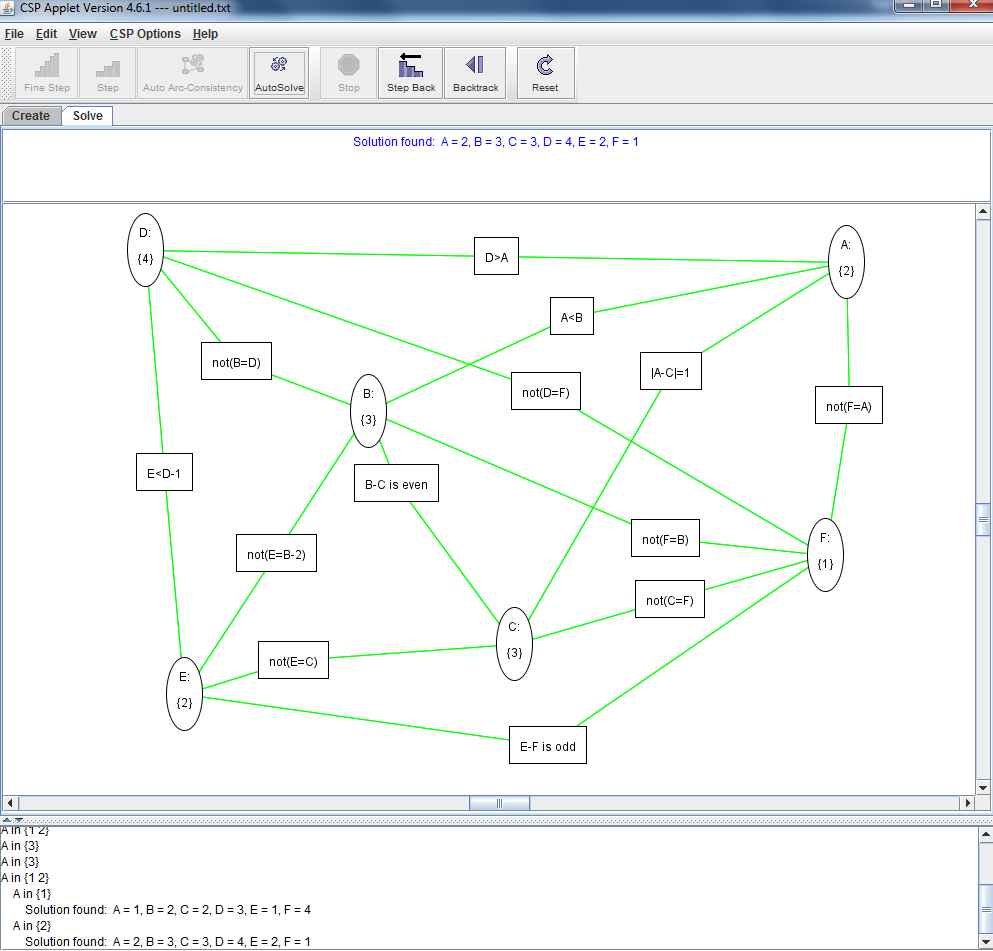 CSP Applet Version 4.6.1 --- untitled.txt
File Edit View CSP Options Help
Fine Step Step Auto Arc-Consistency AutoSolve Stop Step Back Backtrack Reset
Create Solve
Solution found: A = 2, B = 3, C = 3, D = 4, E = 2, F = 1
D:
{4}
D>A
A:
{2}
A<B
not(B=D)
|A-C|=1
not(D=F)
not(F=A)
B:
{3}
E<D-1
B-C is even
not(F=B)
F:
{1}
not(E=B-2)
not(C=F)
C:
{3}
not(E=C)
E:
{2}
E-F is odd
A in {1 2}
A in {3}
A in {3}
A in {1 2}
A in {1}
Solution found: A = 1, B = 2, C = 2, D = 3, E = 1, F = 4
A in {2}
Solution found: A = 2, B = 3, C = 3, D = 4, E = 2, F = 1